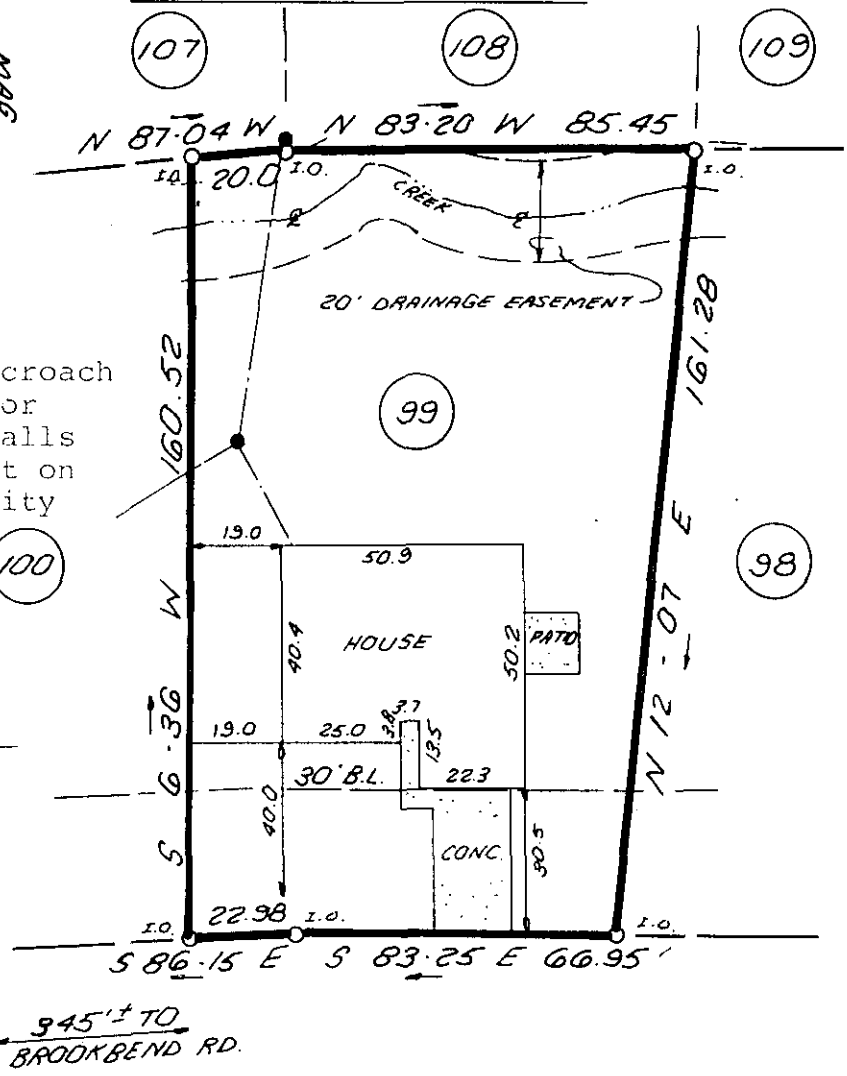 107
108
109
MAG
N 87·04 W
N 83·20 W 85.45
I.O.
20.0
I.O.
I.O.
CREEK
20' DRAINAGE EASEMENT
160.52
161.28
croach
or
alls
t on
ity
99
100
98
19.0
50.9
40.4
HOUSE
50.2
PATIO
S 6·36 W
N 12·07 E
19.0
25.0
3.8
3.7
13.5
30' B.L.
22.3
40.0
CONC.
30.5
I.O.
22.98
I.O.
I.O.
S 86·15 E
S 83·25 E 66.95'
345'± TO
BROOKBEND RD.